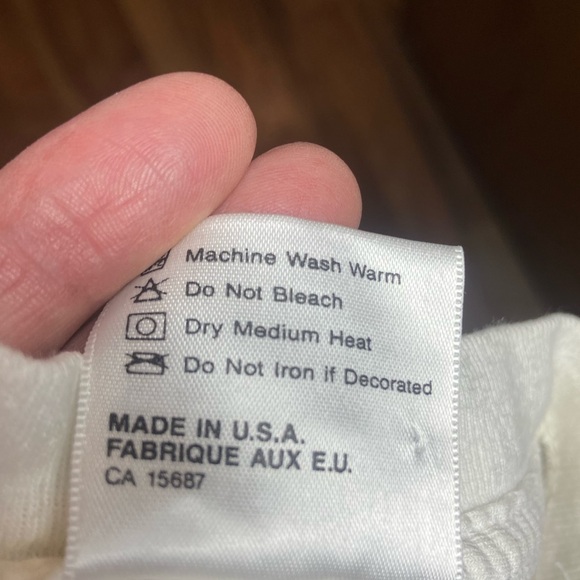 Machine Wash Warm
Do Not Bleach
Dry Medium Heat
Do Not Iron if Decorated
MADE IN U.S.A.
FABRIQUE AUX E.U.
CA 15687